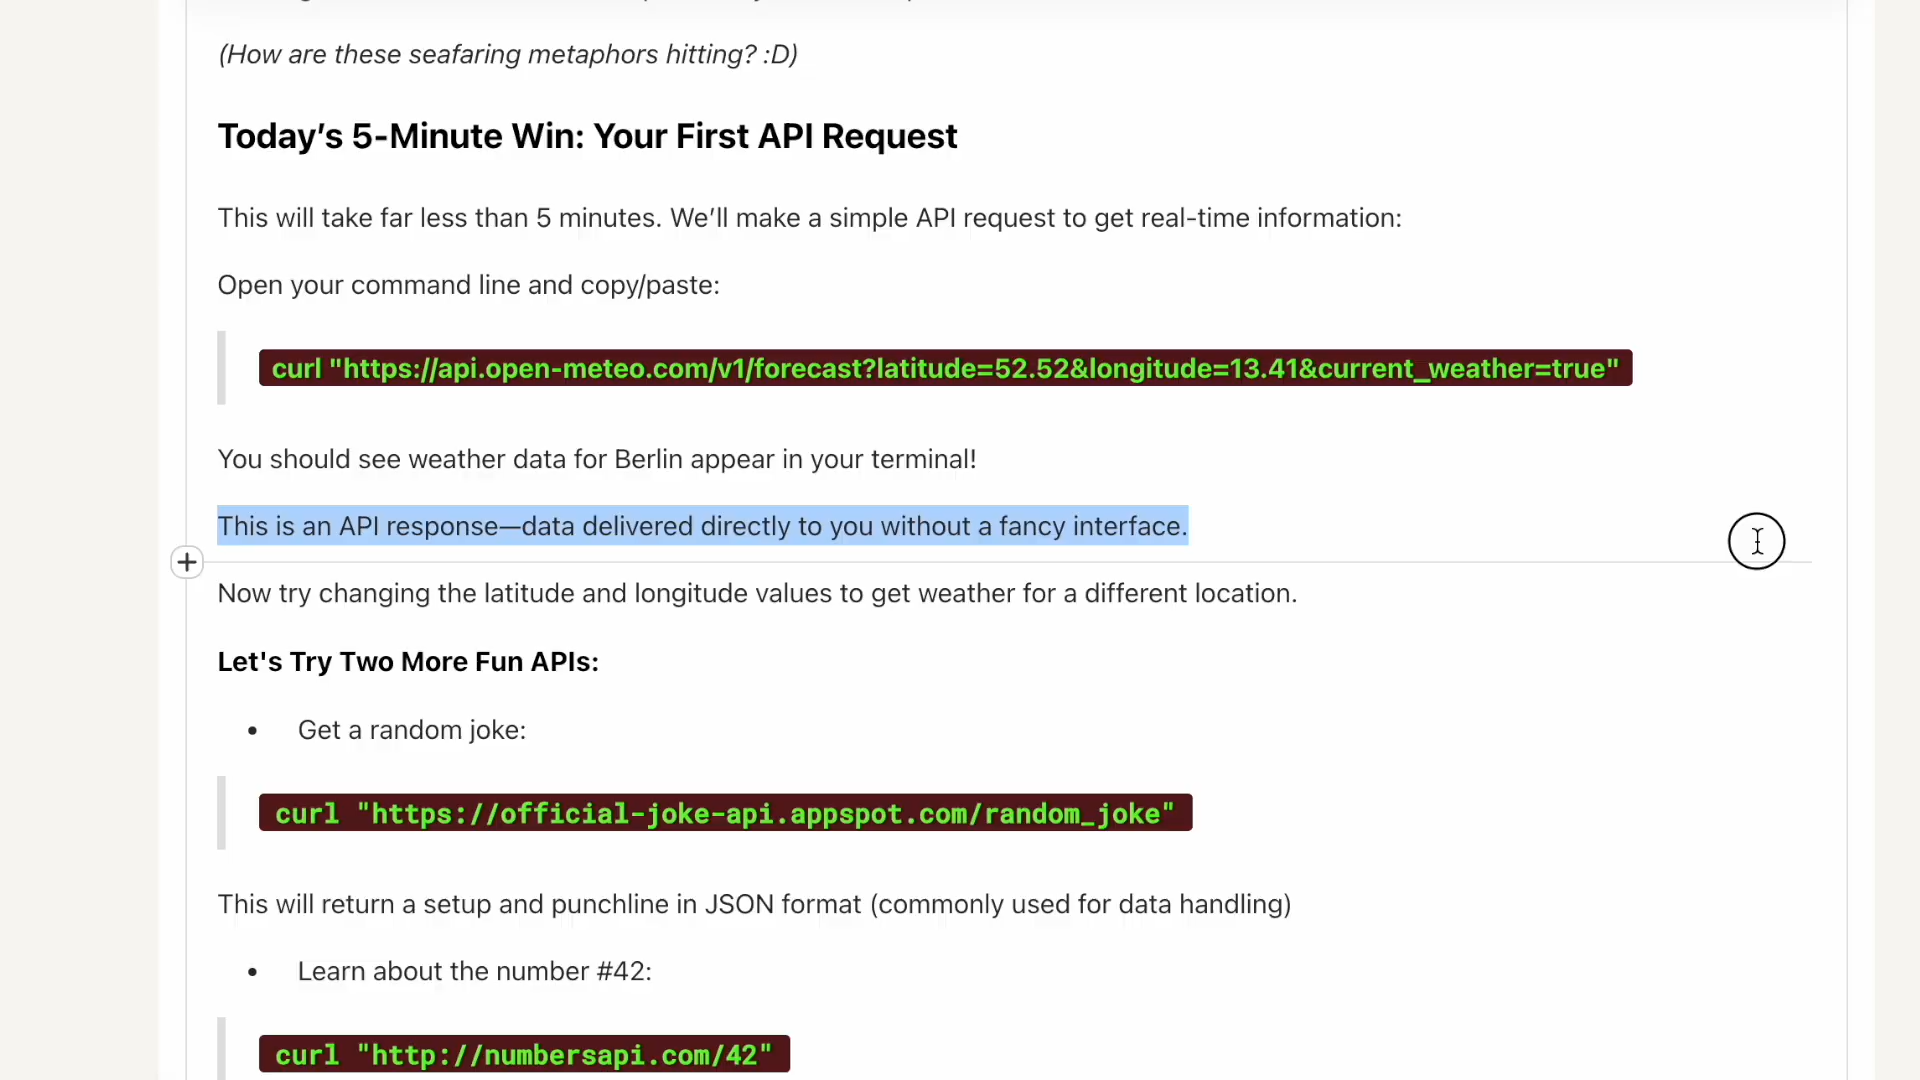 (How are these seafaring metaphors hitting? :D)
Today’s 5-Minute Win: Your First API Request
This will take far less than 5 minutes. We’ll make a simple API request to get real-time information:
Open your command line and copy/paste:
curl "https://api.open-meteo.com/v1/forecast?latitude=52.52&longitude=13.41&current_weather=true"
You should see weather data for Berlin appear in your terminal!
This is an API response—data delivered directly to you without a fancy interface.
Now try changing the latitude and longitude values to get weather for a different location.
Let's Try Two More Fun APIs:
• Get a random joke:
curl "https://official-joke-api.appspot.com/random_joke"
This will return a setup and punchline in JSON format (commonly used for data handling)
• Learn about the number #42:
curl "http://numbersapi.com/42"